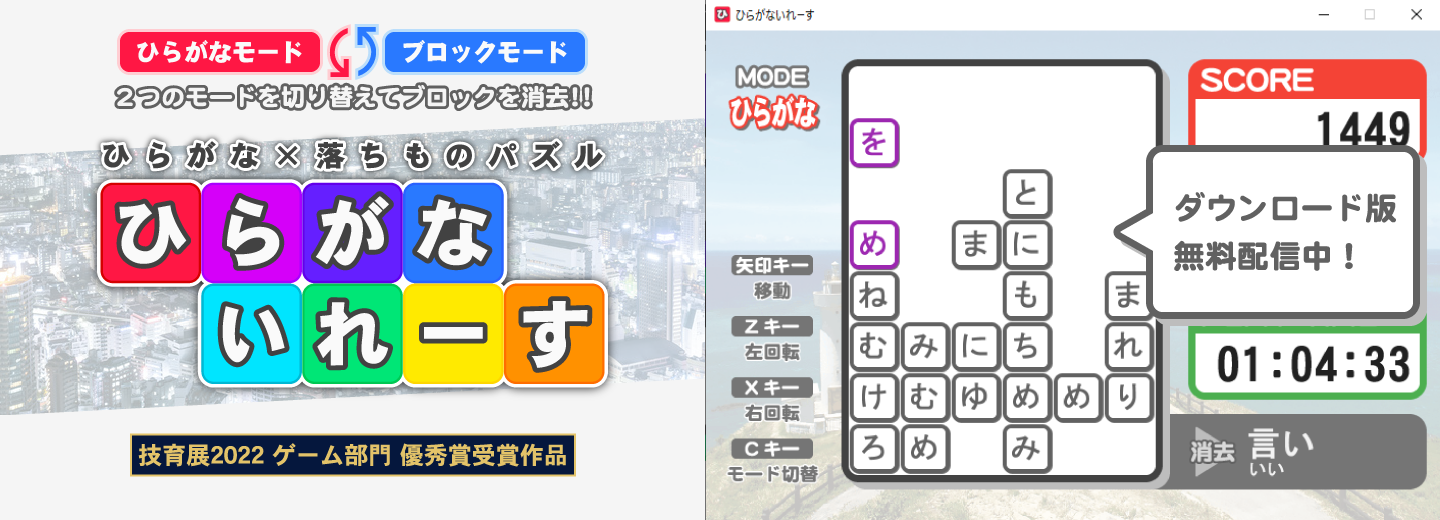 ひらがなモード
ブロックモード
2つのモードを切り替えてブロックを消去!!
ひらがな×落ちものパズル
ひらがな
いれーす
技育展2022 ゲーム部門 優秀賞受賞作品
ひらがないれーす
MODE
ひらがな
矢印キー
移動
Z キー
左回転
X キー
右回転
C キー
モード切替
を
と
め ま に
ね も ま
む み に ち れ
け む ゆ め め り
ろ め み
SCORE
1449
ダウンロード版
無料配信中！
01:04:33
消去 言い
いい